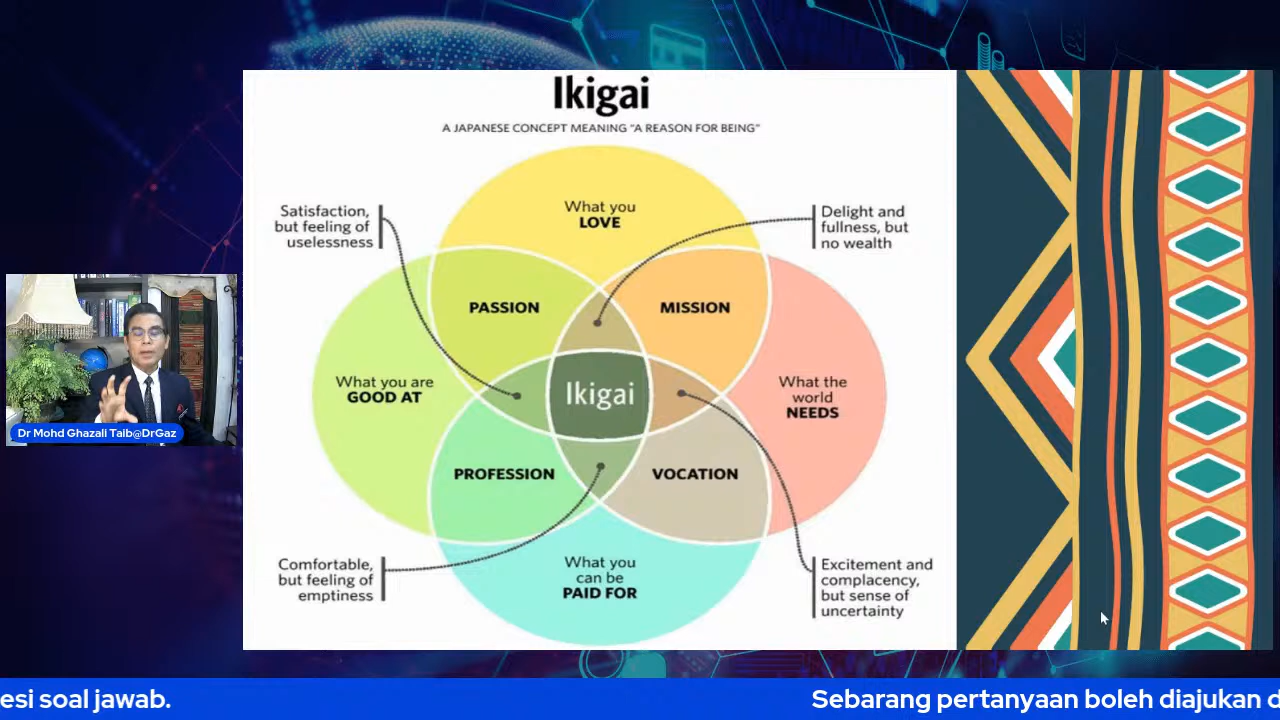 Ikigai
A JAPANESE CONCEPT MEANING "A REASON FOR BEING"
What you
LOVE
Satisfaction,
but feeling of
uselessness
Delight and
fullness, but
no wealth
PASSION
MISSION
What you are
GOOD AT
Ikigai
What the
world
NEEDS
PROFESSION
VOCATION
Comfortable,
but feeling of
emptiness
What you
can be
PAID FOR
Excitement and
complacency,
but sense of
uncertainty
Dr Mohd Ghazali Taib@DrGaz
esi soal jawab.
Sebarang pertanyaan boleh diajukan d